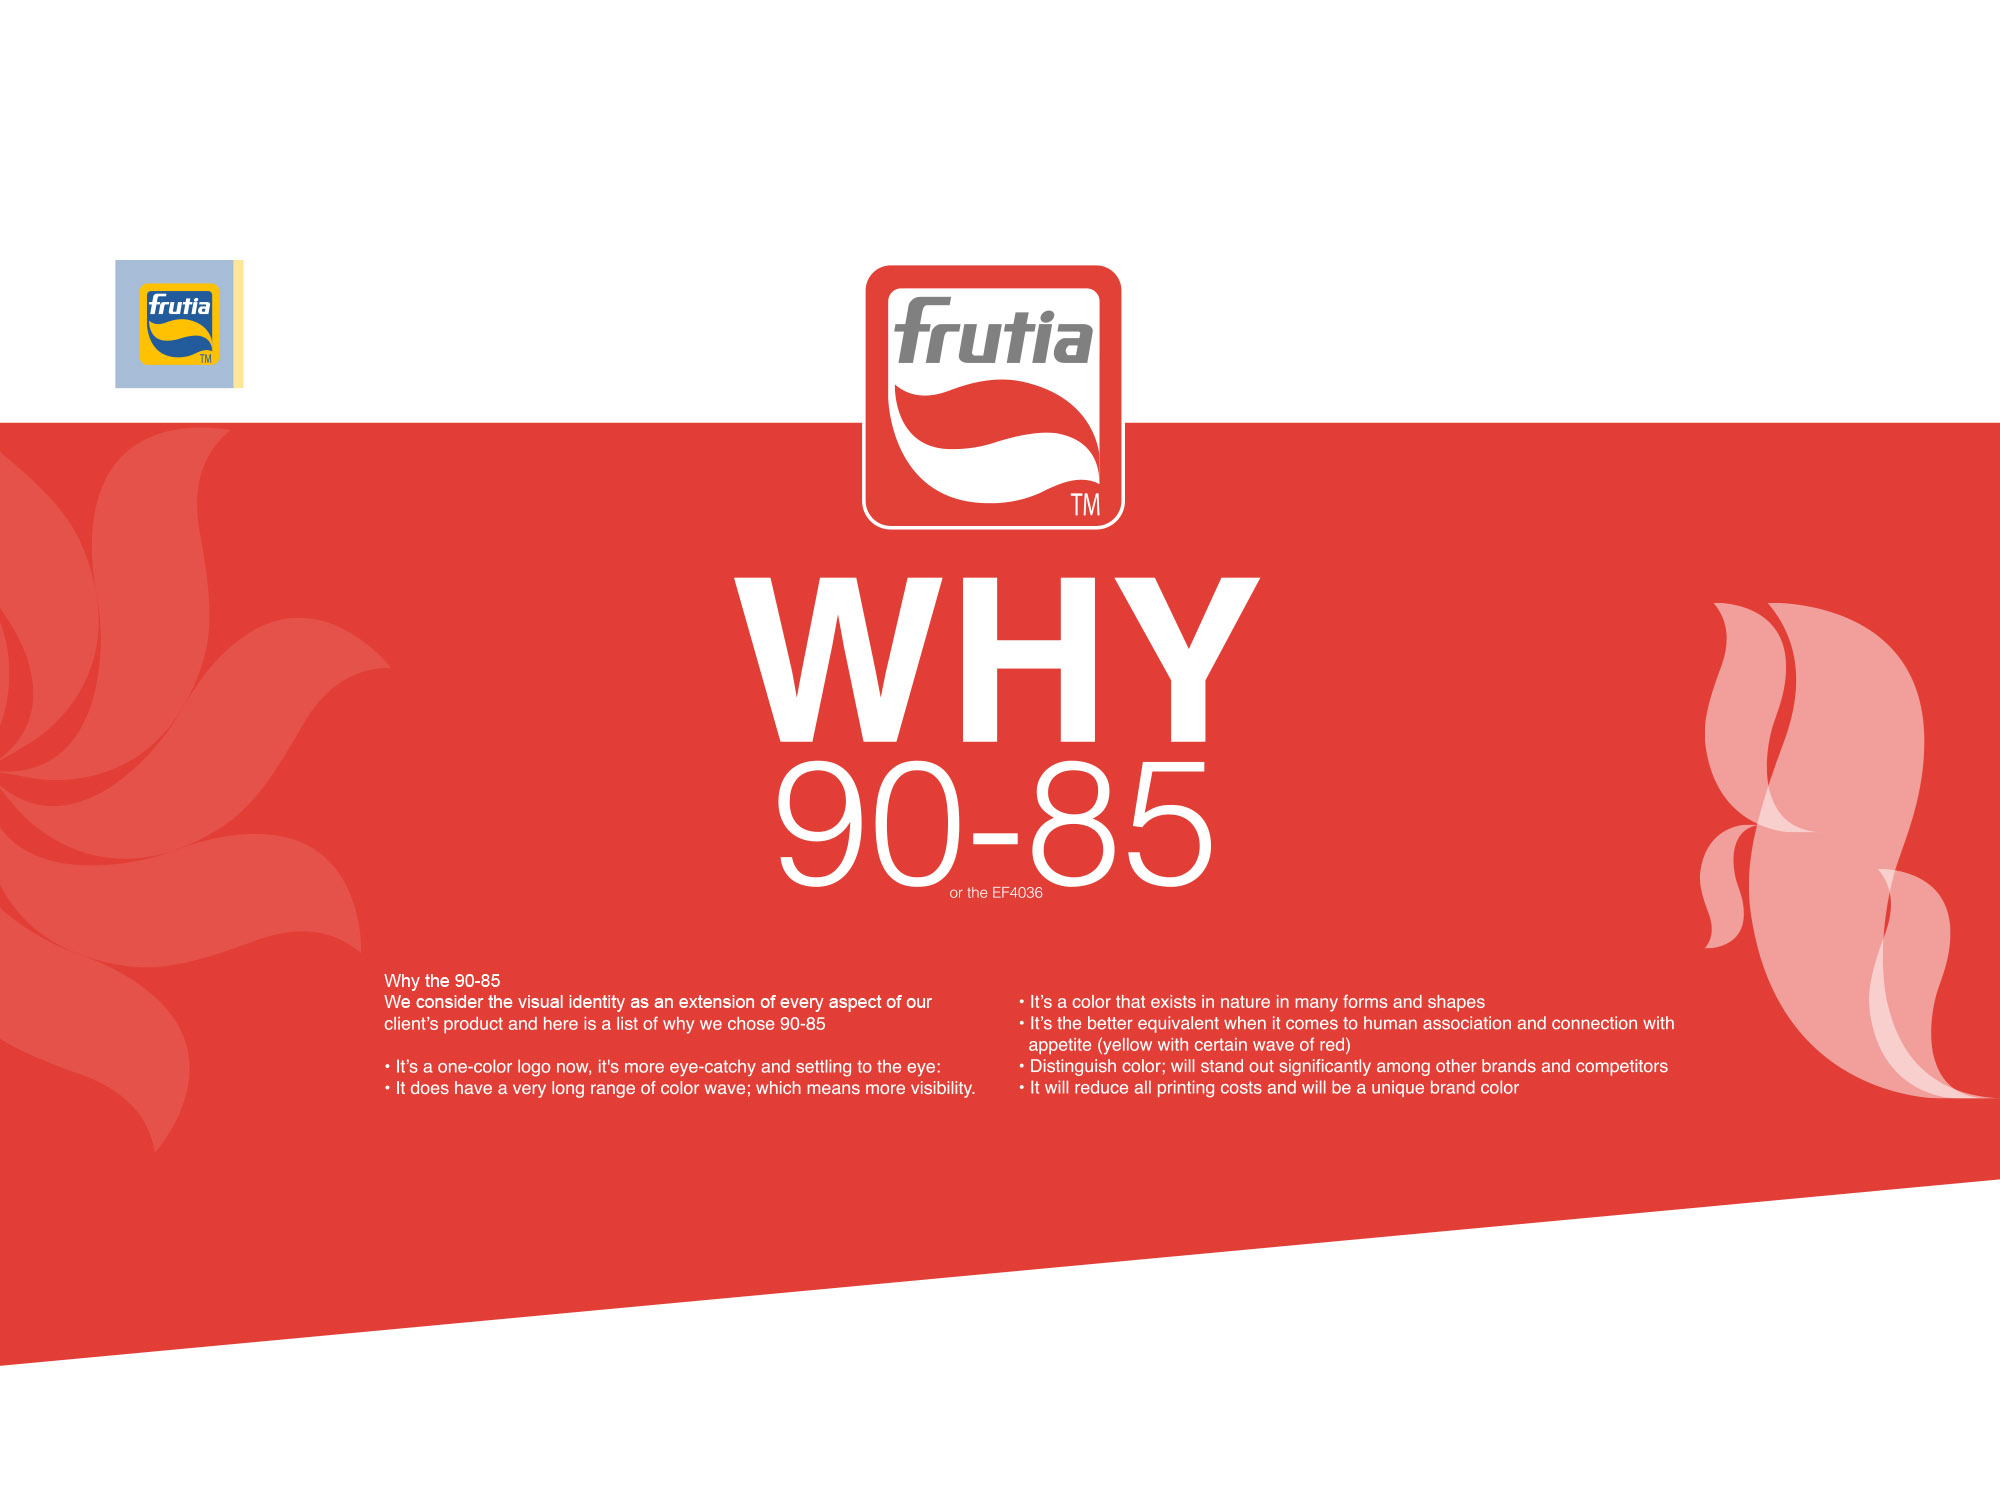 frutia
TM
frutia
TM
WHY
90-85
or the EF4036
Why the 90-85
We consider the visual identity as an extension of every aspect of our
client's product and here is a list of why we chose 90-85
• It’s a one-color logo now, it's more eye-catchy and settling to the eye:
• It does have a very long range of color wave; which means more visibility.
• It’s a color that exists in nature in many forms and shapes
• It’s the better equivalent when it comes to human association and connection with
appetite (yellow with certain wave of red)
• Distinguish color; will stand out significantly among other brands and competitors
• It will reduce all printing costs and will be a unique brand color